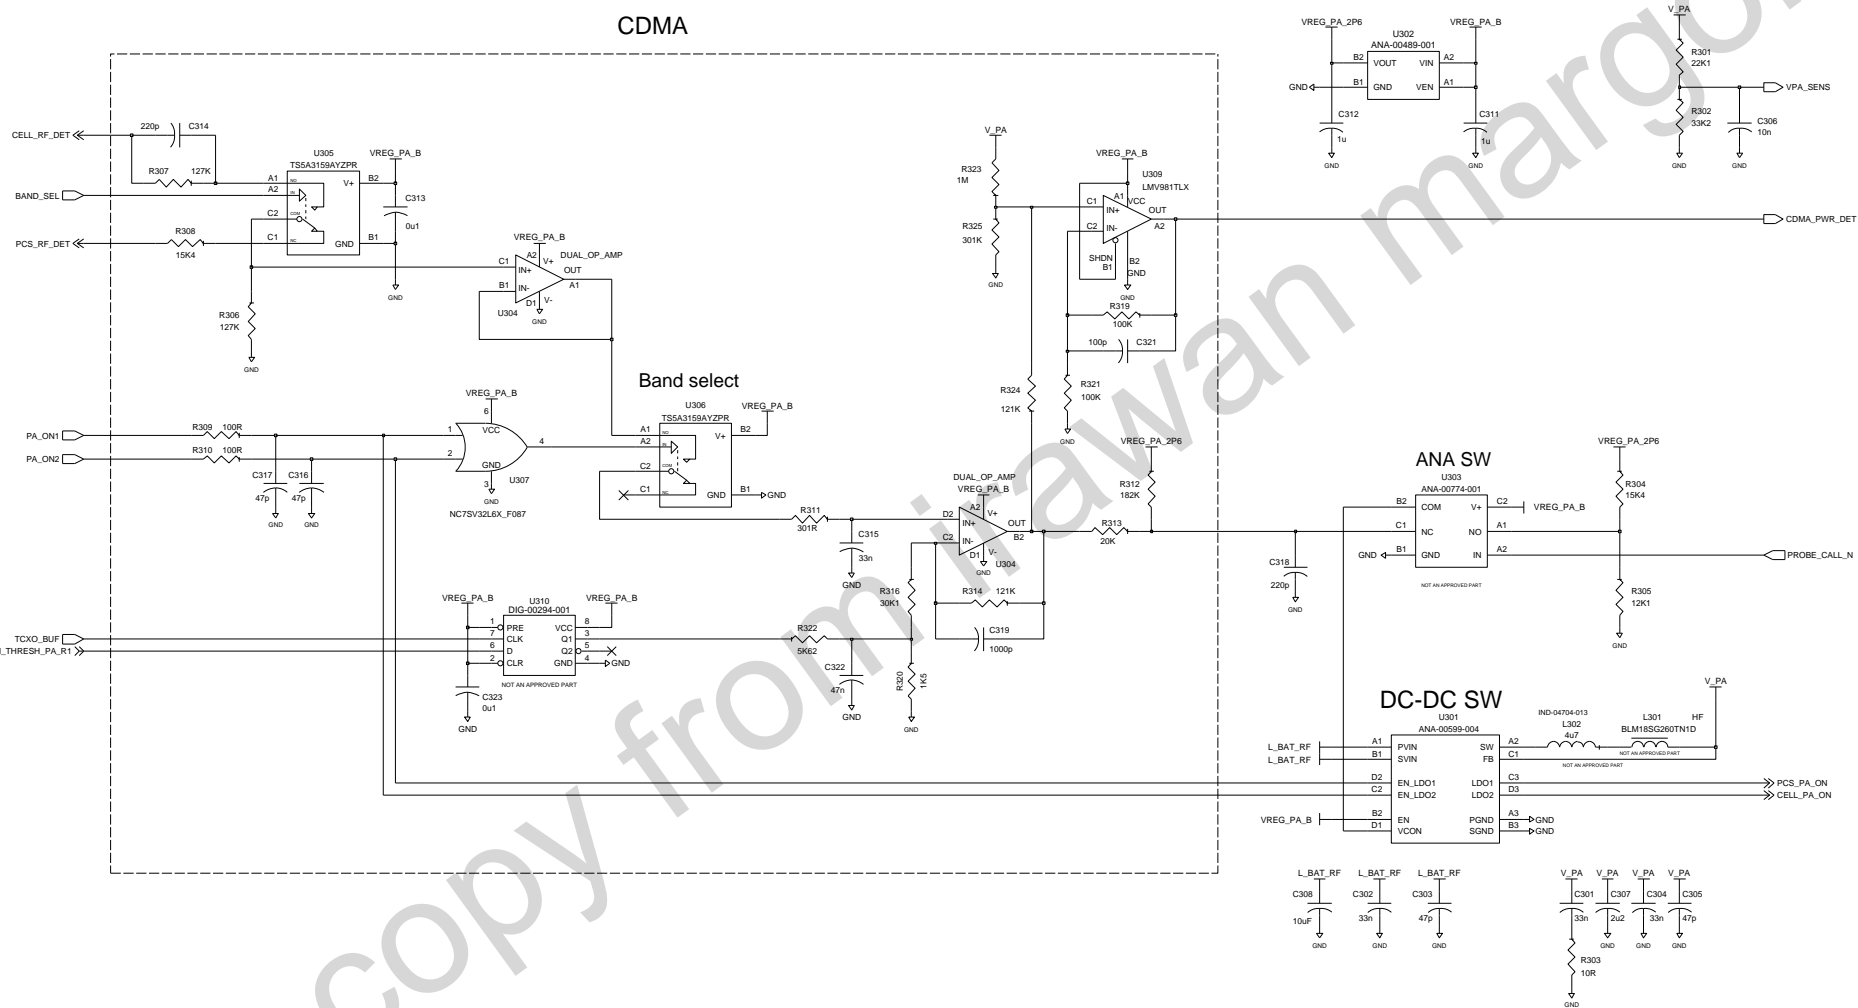 CDMA
CELL_RF_DET
220p
C314
R307
127K
BAND_SEL
PCS_RF_DET
R308
15K4
U305
TS5A3159AYZPR
A1
NO
A2
IN
C2
COM
C1
NC
V+
B2
GND
B1
VREG_PA_B
C313
0u1
GND
R306
127K
GND
VREG_PA_B
DUAL_OP_AMP
C1
IN+
B1
IN-
A2
V+
OUT
A1
D1
V-
U304
GND
PA_ON1
PA_ON2
R309
100R
R310
100R
C317
47p
GND
C316
47p
GND
VREG_PA_B
6
VCC
1
2
4
GND
3
GND
U307
NC7SV32L6X_F087
Band select
U306
TS5A3159AYZPR
VREG_PA_B
A1
NO
A2
IN
C2
COM
C1
NC
V+
B2
GND
B1
GND
R311
301R
C315
33n
GND
DUAL_OP_AMP
VREG_PA_B
D2
IN+
C2
IN-
A2
V+
OUT
B2
D1
V-
U304
GND
R314
121K
C319
1000p
R316
30K1
R320
1K5
GND
R322
5K62
C322
47n
GND
TCXO_BUF
_THRESH_PA_R1
VREG_PA_B
U310
DIG-00294-001
VREG_PA_B
1
PRE
7
CLK
6
D
2
CLR
VCC
8
Q1
3
Q2
5
GND
4
GND
NOT AN APPROVED PART
C323
0u1
GND
V_PA
R323
1M
R325
301K
GND
VREG_PA_B
U309
LMV981TLX
C1
IN+
C2
IN-
A1
VCC
OUT
A2
SHDN
B1
B2
GND
GND
R319
100K
100p
C321
R324
121K
R321
100K
GND
CDMA_PWR_DET
VREG_PA_2P6
R312
182K
R313
20K
C318
220p
GND
VREG_PA_2P6
VREG_PA_B
U302
ANA-00489-001
B2
VOUT
VIN
A2
B1
GND
VEN
A1
GND
C312
1u
GND
C311
1u
GND
V_PA
R301
22K1
R302
33K2
GND
VPA_SENS
C306
10n
GND
ANA SW
U303
ANA-00774-001
B2
COM
V+
C2
VREG_PA_B
C1
NC
NO
A1
GND
B1
GND
IN
A2
NOT AN APPROVED PART
VREG_PA_2P6
R304
15K4
PROBE_CALL_N
R305
12K1
GND
DC-DC SW
U301
ANA-00599-004
L_BAT_RF
L_BAT_RF
A1
PVIN
B1
SVIN
D2
EN_LDO1
C2
EN_LDO2
VREG_PA_B
B2
EN
D1
VCON
SW
A2
FB
C1
LDO1
C3
LDO2
D3
PGND
A3
GND
SGND
B3
GND
IND-04704-013
L302
4u7
NOT AN APPROVED PART
L301
HF
BLM18SG260TN1D
NOT AN APPROVED PART
V_PA
PCS_PA_ON
CELL_PA_ON
L_BAT_RF
C308
10uF
GND
L_BAT_RF
C302
33n
GND
L_BAT_RF
C303
47p
GND
V_PA
C301
33n
R303
10R
GND
V_PA
C307
2u2
GND
V_PA
C304
33n
GND
V_PA
C305
47p
GND
copy from irawan margo